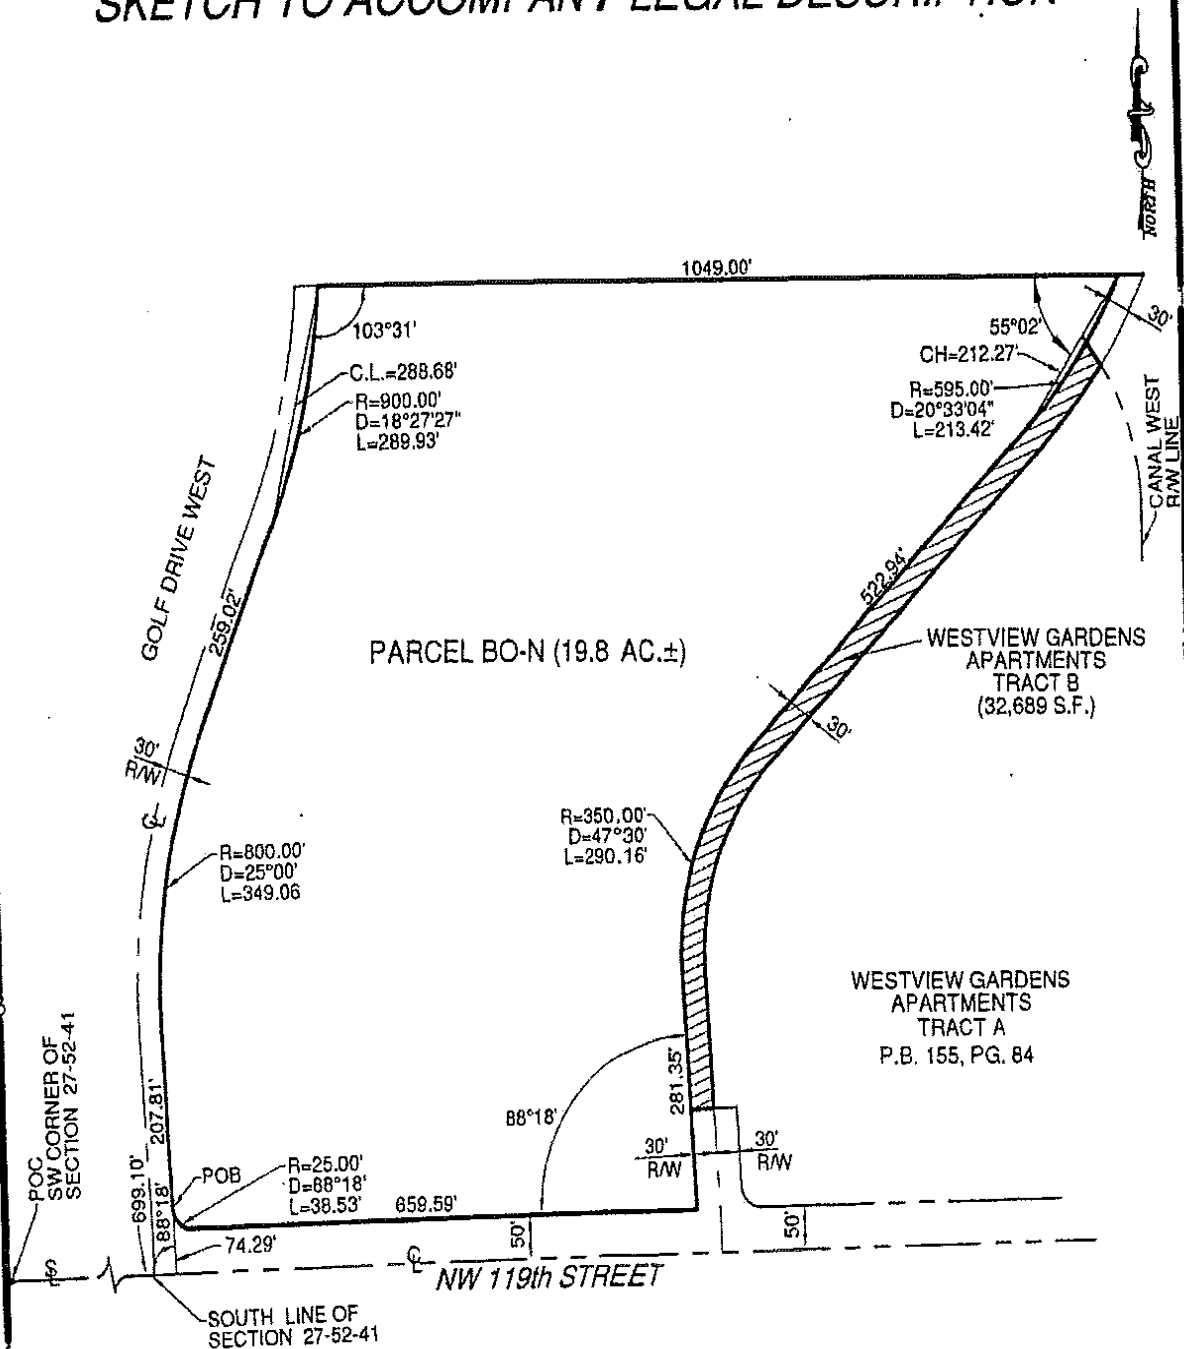 SKETCH TO ACCOMPANY LEGAL DESCRIPTION
NORTH
1049.00'
103°31'
55°02'
30'
C.L.=288.68'
CH=212.27'
R=900.00'
D=18°27'27"
L=289.93'
R=595.00'
D=20°33'04"
L=213.42'
CANAL WEST
R/W LINE
GOLF DRIVE WEST
259.02'
522.94'
PARCEL BO-N (19.8 AC.±)
WESTVIEW GARDENS
APARTMENTS
TRACT B
(32,689 S.F.)
30'
30'
R/W
R=350.00'
D=47°30'
L=290.16'
R=800.00'
D=25°00'
L=349.06
WESTVIEW GARDENS
APARTMENTS
TRACT A
P.B. 155, PG. 84
POC
SW CORNER OF
SECTION 27-52-41
207.81'
281.35'
88°18'
30'
R/W
30'
R/W
699.10'
88°18'
POB
R=25.00'
D=88°18'
L=38.53'
659.59'
50'
50'
74.29'
NW 119th STREET
SOUTH LINE OF
SECTION 27-52-41